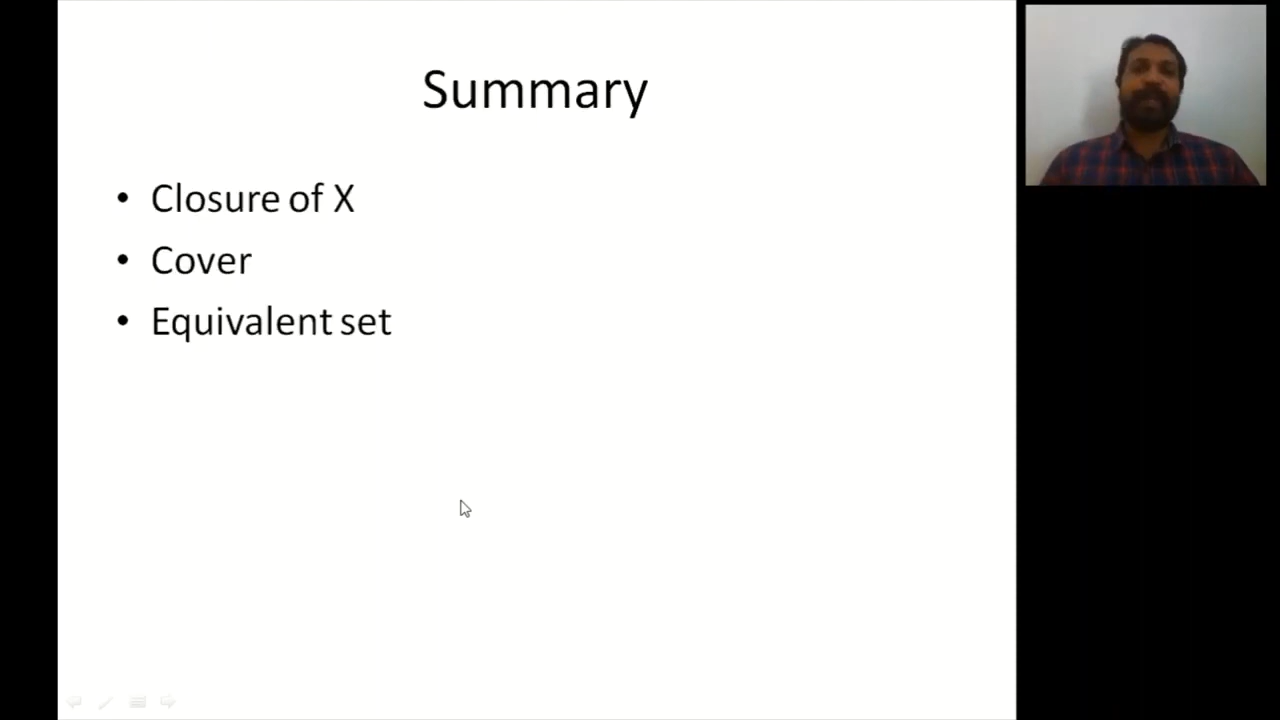 Summary
• Closure of X
• Cover
• Equivalent set